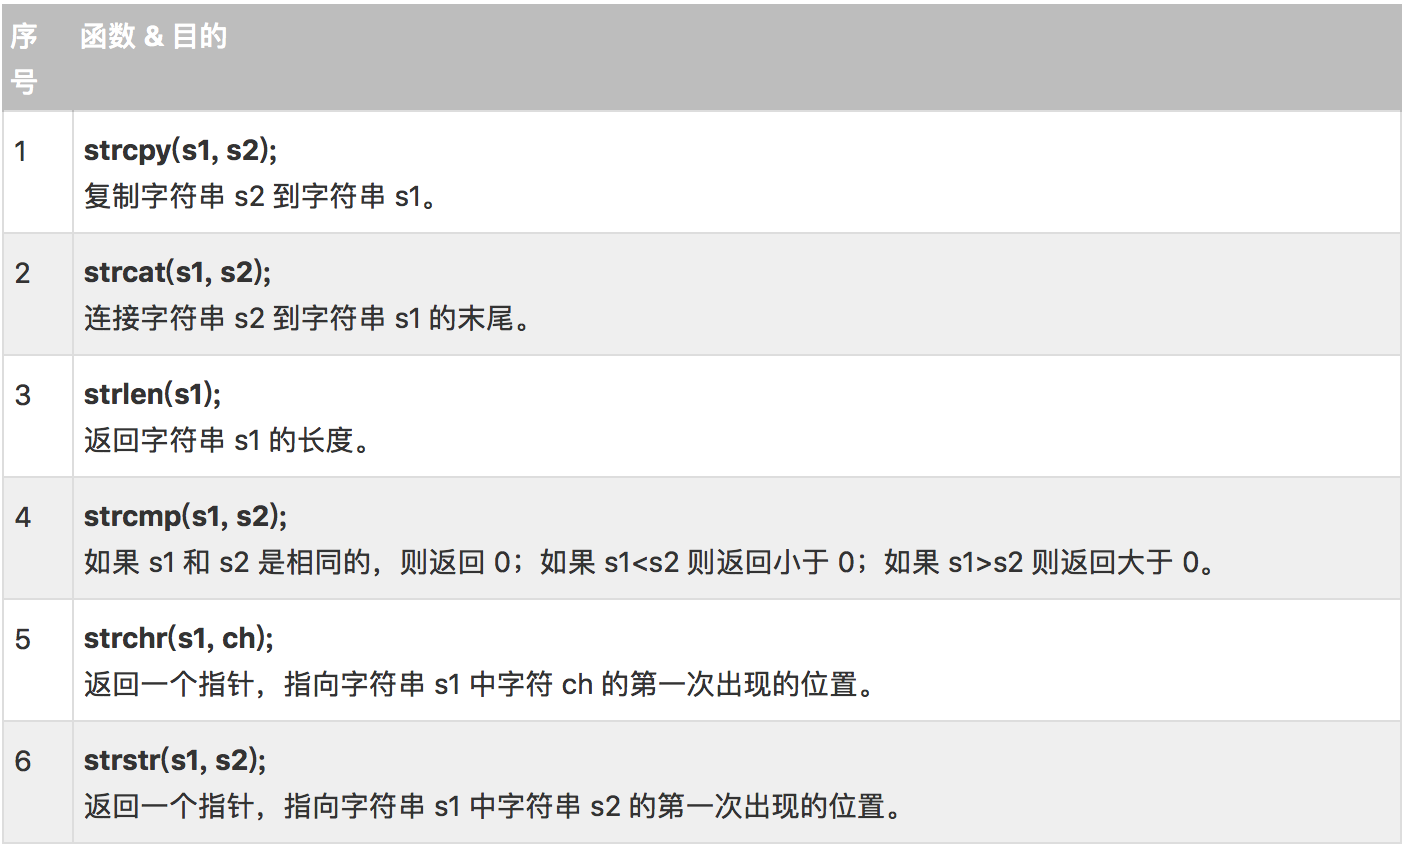 序号
函数 & 目的
1
strcpy(s1, s2);
复制字符串 s2 到字符串 s1。
2
strcat(s1, s2);
连接字符串 s2 到字符串 s1 的末尾。
3
strlen(s1);
返回字符串 s1 的长度。
4
strcmp(s1, s2);
如果 s1 和 s2 是相同的，则返回 0；如果 s1<s2 则返回小于 0；如果 s1>s2 则返回大于 0。
5
strchr(s1, ch);
返回一个指针，指向字符串 s1 中字符 ch 的第一次出现的位置。
6
strstr(s1, s2);
返回一个指针，指向字符串 s1 中字符串 s2 的第一次出现的位置。